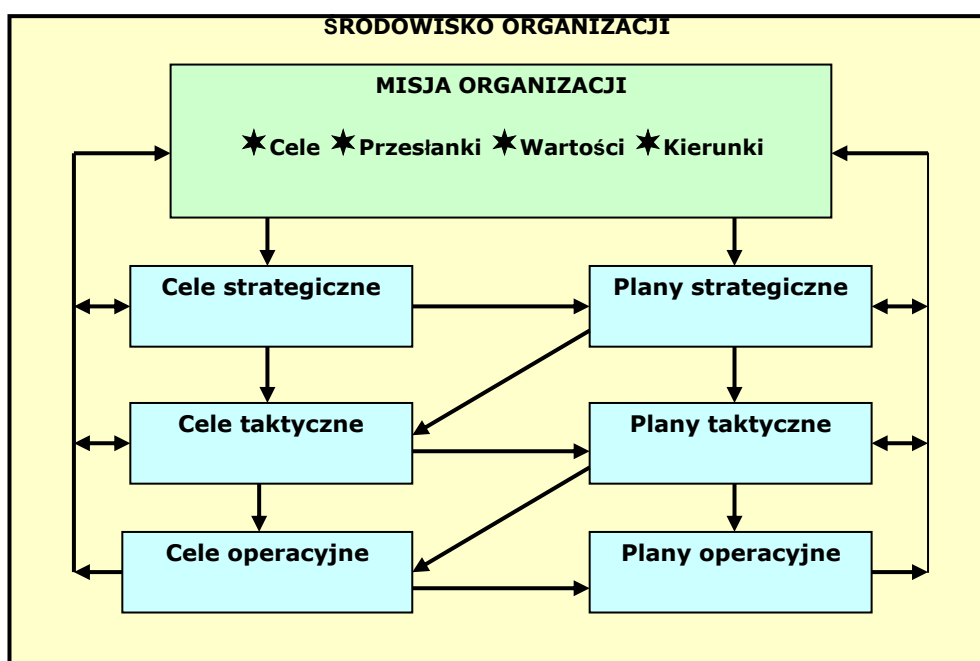 ŚRODOWISKO ORGANIZACJI
MISJA ORGANIZACJI
✶Cele ✶Przesłanki ✶Wartości ✶Kierunki
Cele strategiczne
Plany strategiczne
Cele taktyczne
Plany taktyczne
Cele operacyjne
Plany operacyjne